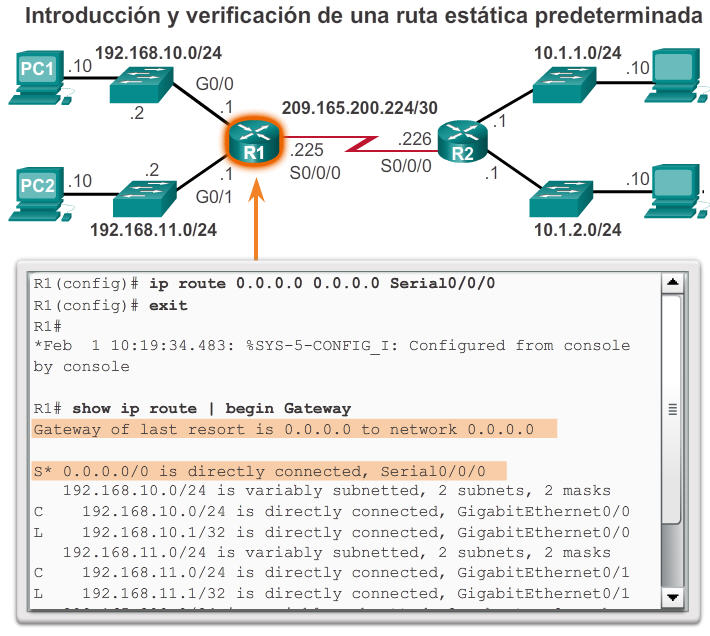 Introducción y verificación de una ruta estática predeterminada
192.168.10.0/24
10.1.1.0/24
PC1
.10
.10
G0/0
.2
.1
209.165.200.224/30
.1
R1
.225
.226
R2
S0/0/0
S0/0/0
PC2
.10
.2
.1
.1
.10
G0/1
192.168.11.0/24
10.1.2.0/24
R1(config)# ip route 0.0.0.0 0.0.0.0 Serial0/0/0
R1(config)# exit
R1#
*Feb 1 10:19:34.483: %SYS-5-CONFIG_I: Configured from console
by console
R1# show ip route | begin Gateway
Gateway of last resort is 0.0.0.0 to network 0.0.0.0
S* 0.0.0.0/0 is directly connected, Serial0/0/0
192.168.10.0/24 is variably subnetted, 2 subnets, 2 masks
C 192.168.10.0/24 is directly connected, GigabitEthernet0/0
L 192.168.10.1/32 is directly connected, GigabitEthernet0/0
192.168.11.0/24 is variably subnetted, 2 subnets, 2 masks
C 192.168.11.0/24 is directly connected, GigabitEthernet0/1
L 192.168.11.1/32 is directly connected, GigabitEthernet0/1